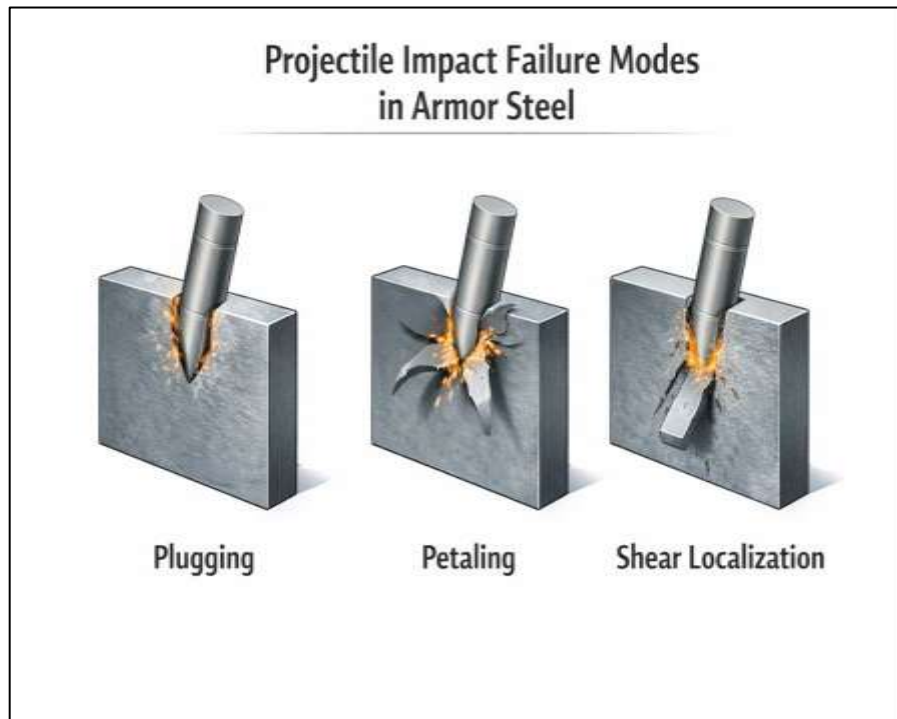 Projectile Impact Failure Modes
in Armor Steel
Plugging
Petaling
Shear Localization